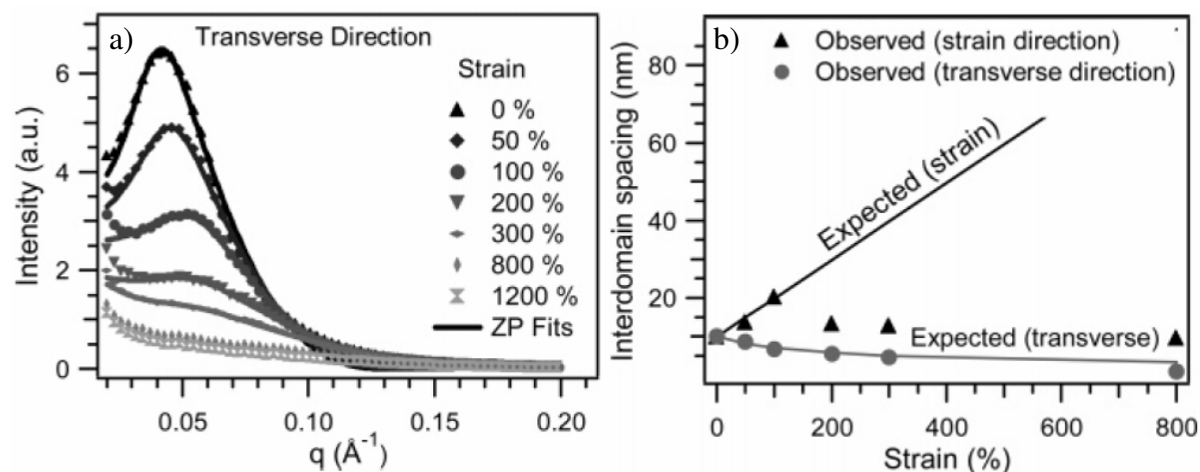 a)
Transverse Direction
Strain
0 %
50 %
100 %
200 %
300 %
800 %
1200 %
ZP Fits
Intensity (a.u.)
6
4
2
0
0.05
0.10
0.15
0.20
q (Å⁻¹)
b)
Observed (strain direction)
Observed (transverse direction)
Expected (strain)
Expected (transverse)
Interdomain spacing (nm)
80
60
40
20
0
200
400
600
800
Strain (%)